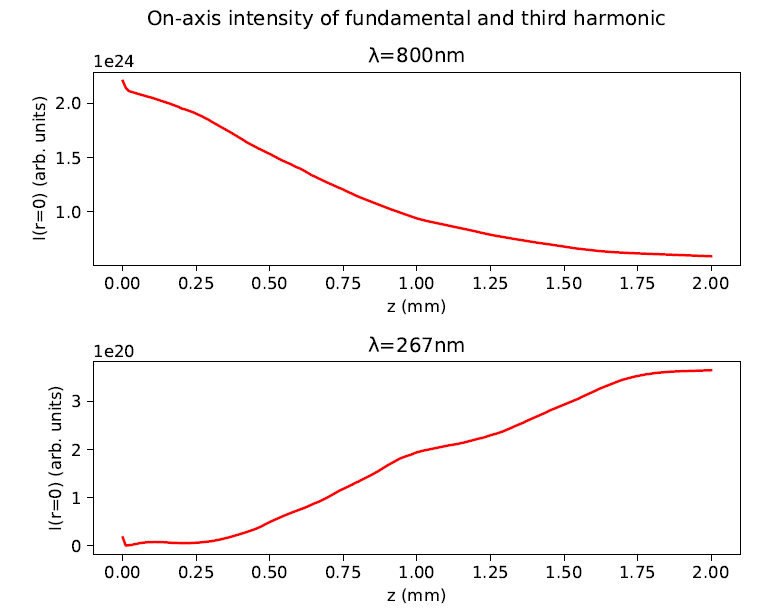 On-axis intensity of fundamental and third harmonic
λ=800nm
1e24
I(r=0) (arb. units)
2.0
1.5
1.0
0.00 0.25 0.50 0.75 1.00 1.25 1.50 1.75 2.00
z (mm)
λ=267nm
1e20
I(r=0) (arb. units)
3
2
1
0
0.00 0.25 0.50 0.75 1.00 1.25 1.50 1.75 2.00
z (mm)